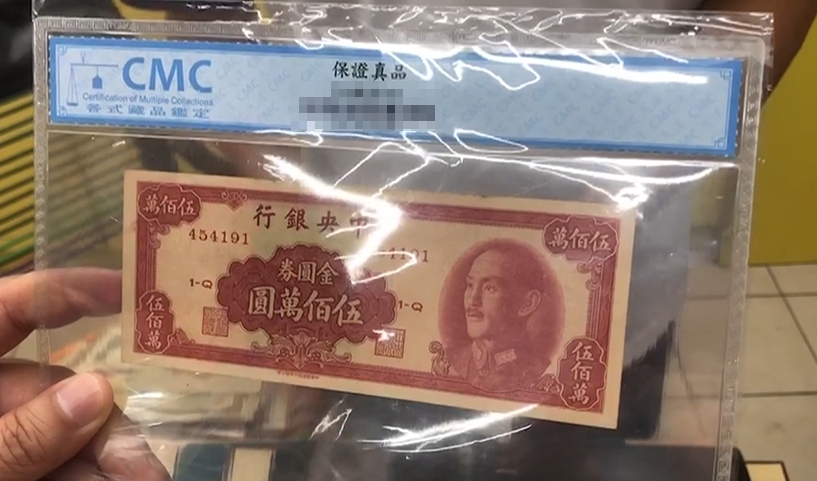 CMC
Certification of Multiple Collections
各式藏品鑑定
保證真品
萬佰伍
行銀央中
萬佰伍
454191
券圓金
1-Q
1-Q
圓萬佰伍
伍佰萬
伍佰萬